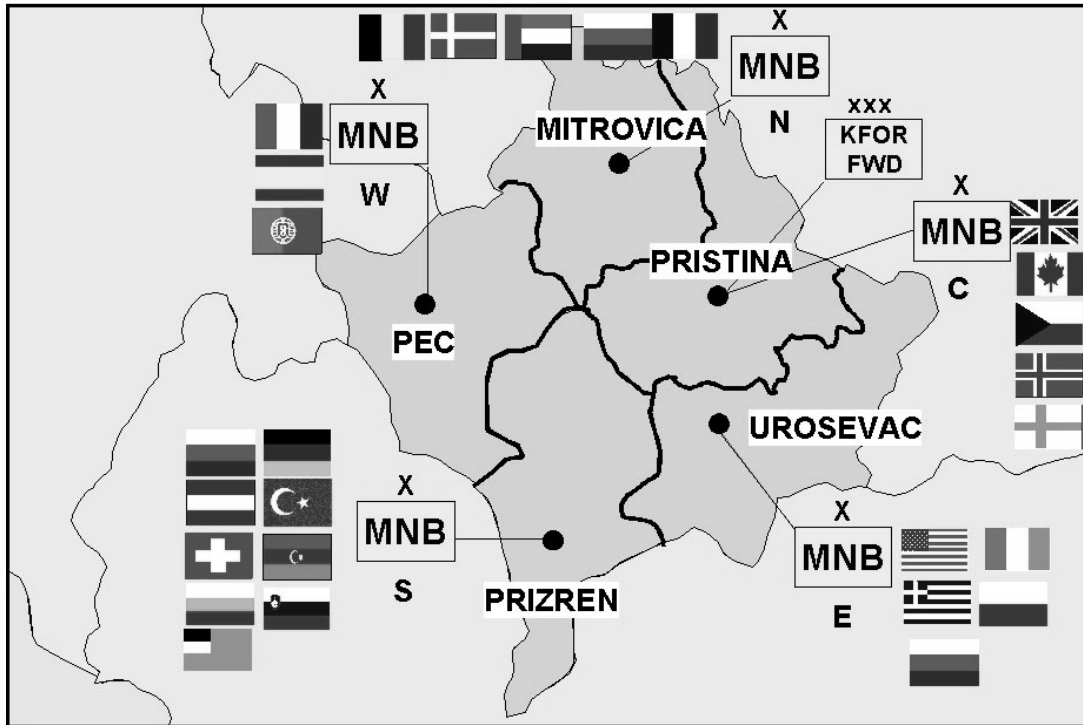 X
MNB
N
X
MNB
W
MITROVICA
XXX
KFOR
FWD
X
MNB
C
PRISTINA
PEC
UROSEVAC
X
MNB
S
PRIZREN
X
MNB
E